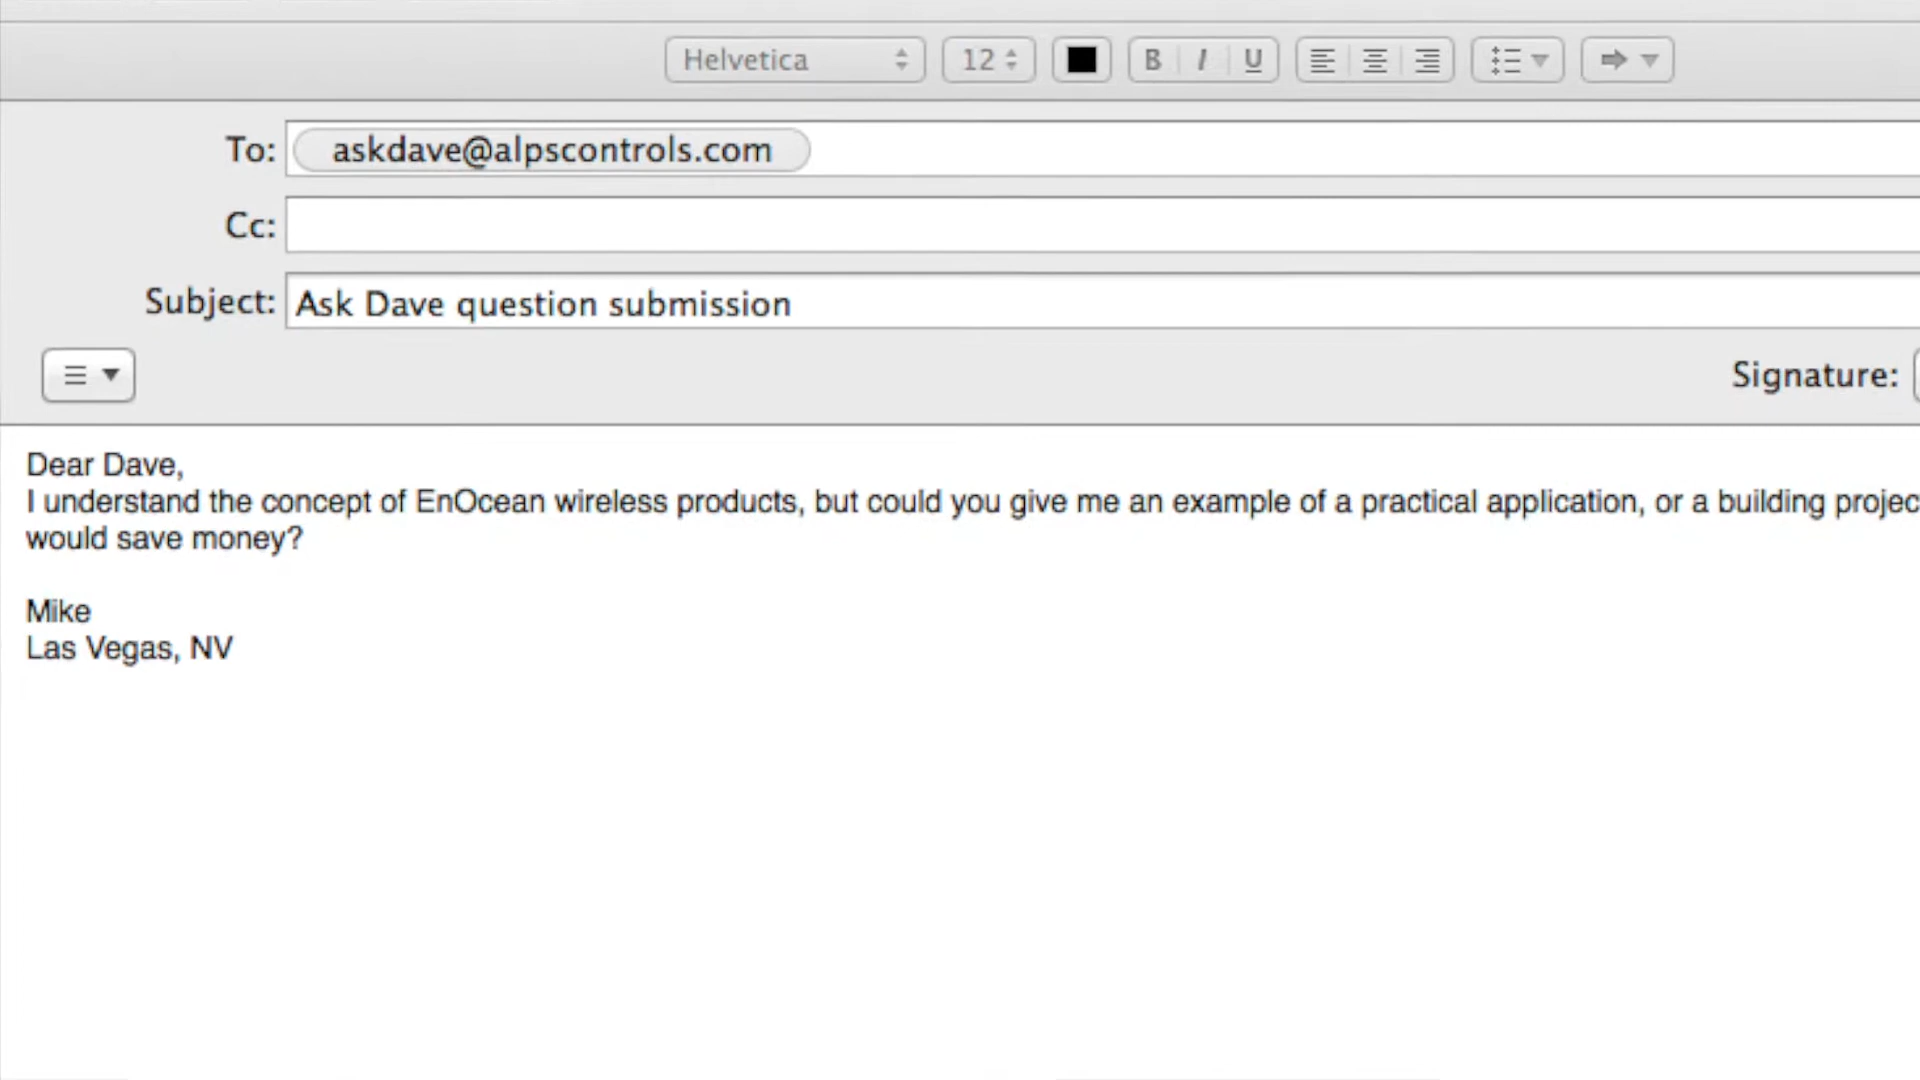 Helvetica 12 B I U
To: askdave@alpscontrols.com
Cc:
Subject: Ask Dave question submission
Signature:
Dear Dave,
I understand the concept of EnOcean wireless products, but could you give me an example of a practical application, or a building projec
would save money?
Mike
Las Vegas, NV